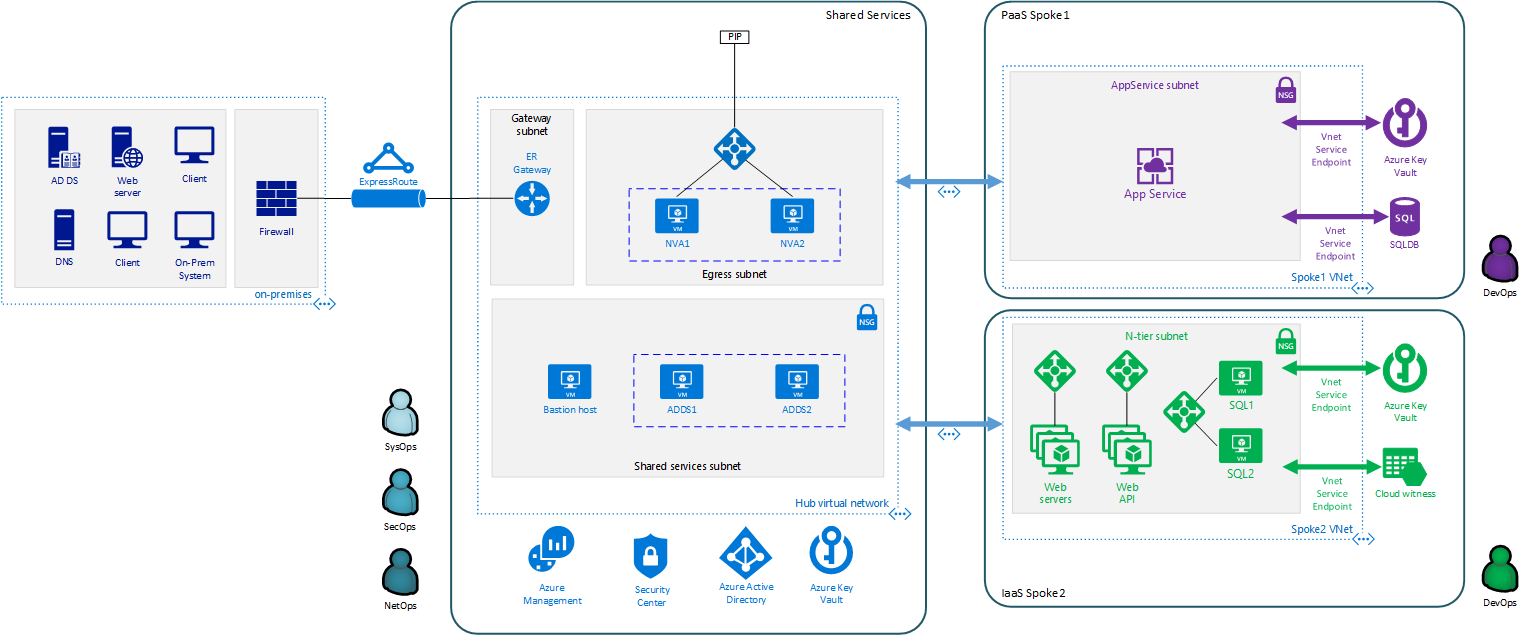 Shared Services
PaaS Spoke1
PIP
AppService subnet
NSG
AD DS
Web
server
Client
DNS
Client
On-Prem
System
Firewall
on-premises
ExpressRoute
Gateway
subnet
ER
Gateway
VM
NVA1
VM
NVA2
Egress subnet
App Service
Vnet
Service
Endpoint
Azure Key
Vault
Vnet
Service
Endpoint
SQL
SQLDB
Spoke1 VNet
DevOps
NSG
VM
Bastion host
VM
ADDS1
VM
ADDS2
Shared services subnet
Hub virtual network
N-tier subnet
NSG
Web
servers
Web
API
VM
SQL1
VM
SQL2
Vnet
Service
Endpoint
Azure Key
Vault
Vnet
Service
Endpoint
Cloud witness
Spoke2 VNet
IaaS Spoke2
DevOps
SysOps
SecOps
NetOps
Azure
Management
Security
Center
Azure Active
Directory
Azure Key
Vault